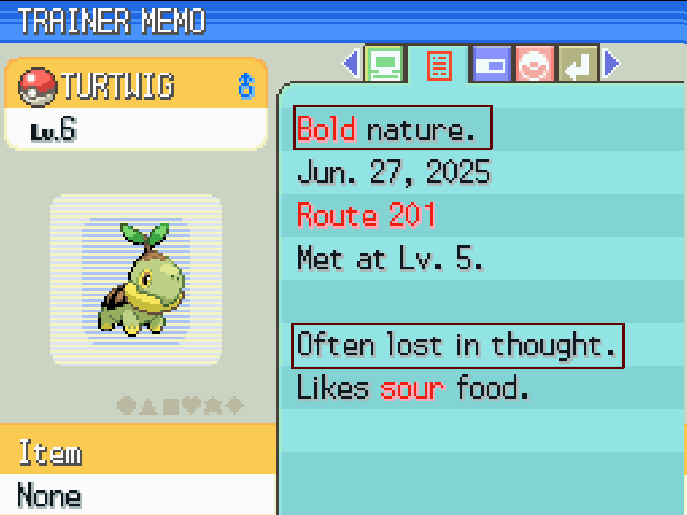 TRAINER MEMO
TURTWIG ♂
Lv.6
Bold nature.
Jun. 27, 2025
Route 201
Met at Lv. 5.
Often lost in thought.
Likes sour food.
Item
None